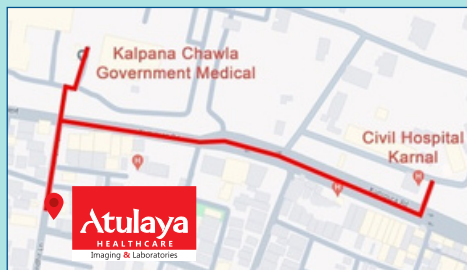 Kalpana Chawla
Government Medical
Civil Hospital
Karnal
H
H
H
Atulaya
HEALTHCARE
Imaging & Laboratories